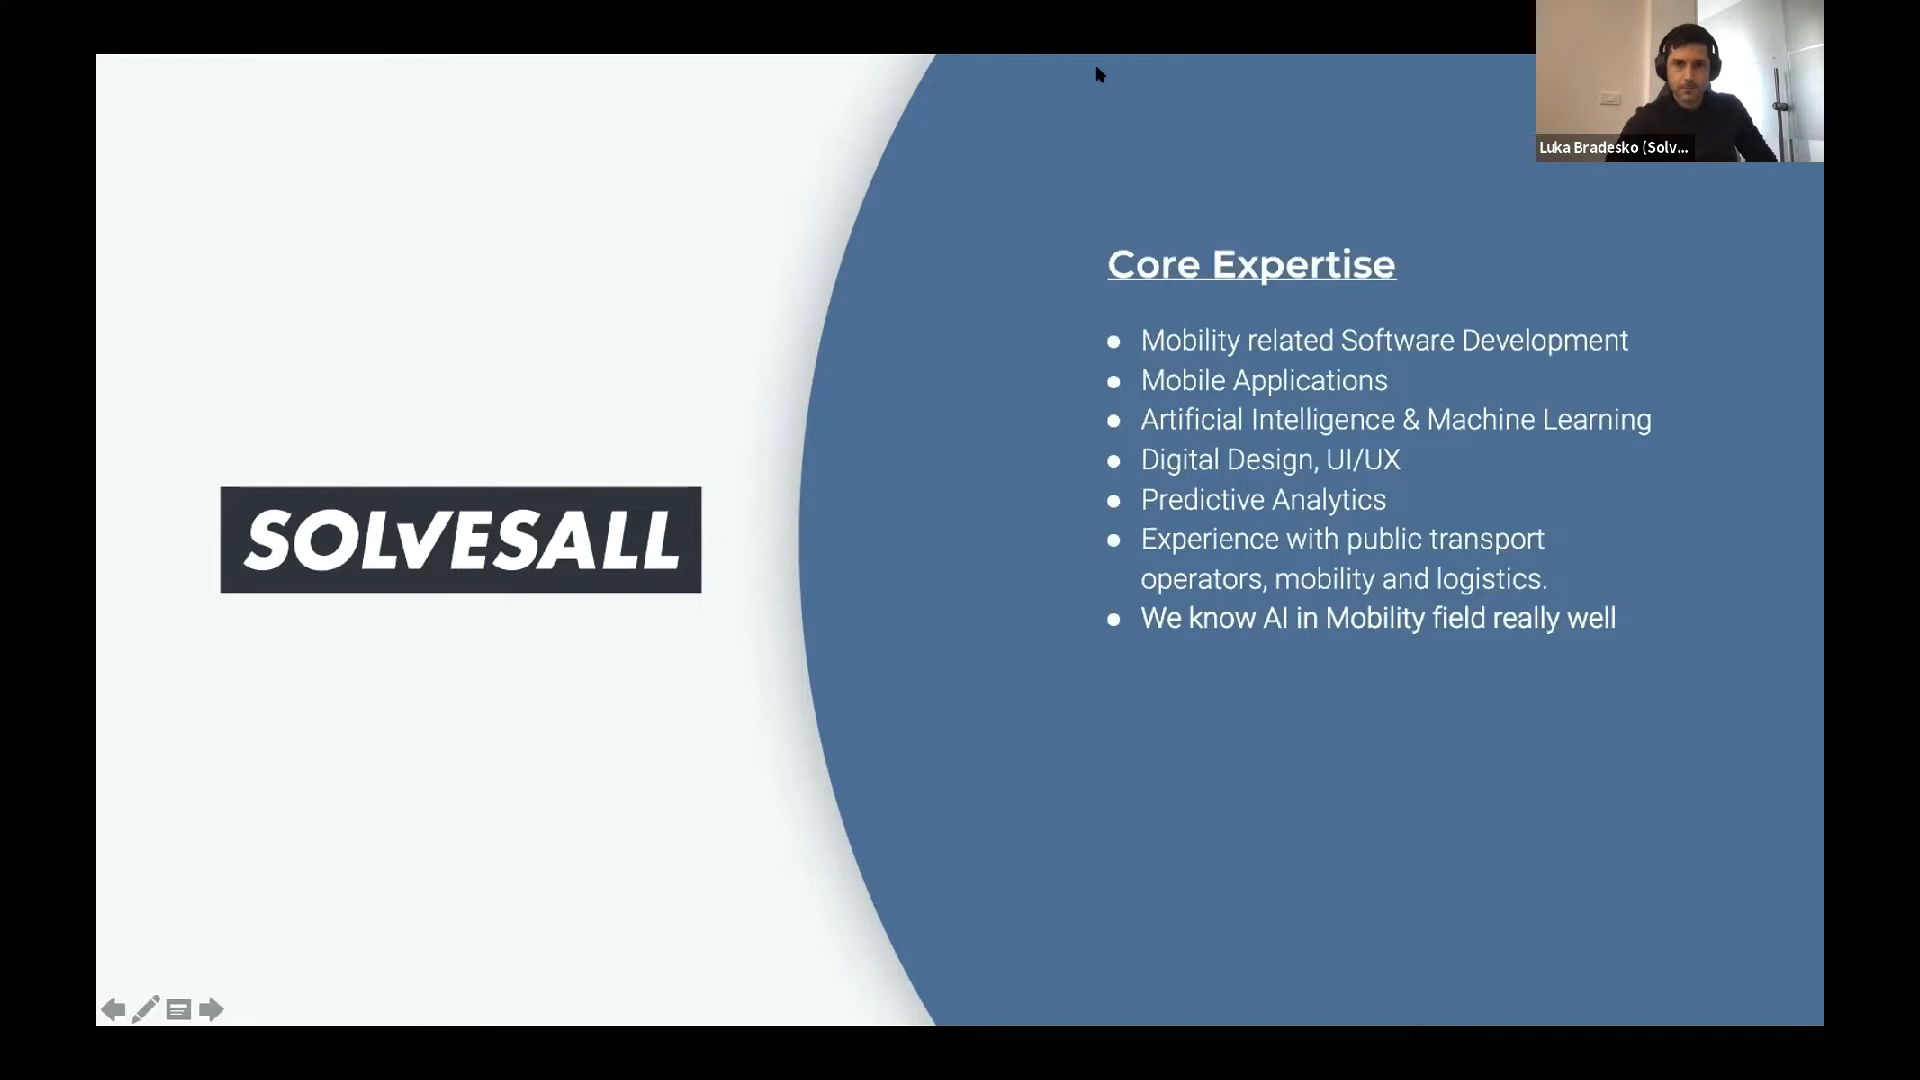 Luka Bradesko (Solv...
Core Expertise
● Mobility related Software Development
● Mobile Applications
● Artificial Intelligence & Machine Learning
● Digital Design, UI/UX
● Predictive Analytics
● Experience with public transport
operators, mobility and logistics.
● We know AI in Mobility field really well
SOLvESALL